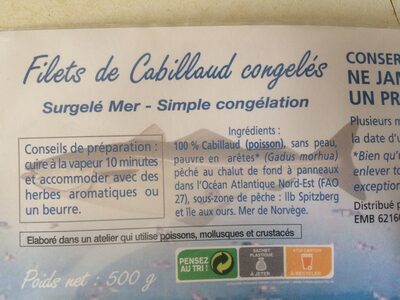 Filets de Cabillaud congelés
Surgelé Mer - Simple congélation
Conseils de préparation :
cuire à la vapeur 10 minutes
et accommoder avec des
herbes aromatiques ou
un beurre.
Ingrédients :
100 % Cabillaud (poisson), sans peau,
pauvre en arêtes* (Gadus morhua)
pêché au chalut de fond à panneaux
dans l'Océan Atlantique Nord-Est (FAO
27), sous-zone de pêche : IIb Spitzberg
et île aux ours. Mer de Norvège.
Elaboré dans un atelier qui utilise poissons, mollusques et crustacés
Poids net : 500 g
PENSEZ
AU TRI !
SACHET
PLASTIQUE
À JETER
ÉTUI CARTON
À RECYCLER
CONSER
NE JAM
UN PR
Plusieurs m
la date d'u
*Bien qu'
enlever to
exception
Distribué p
EMB 6216